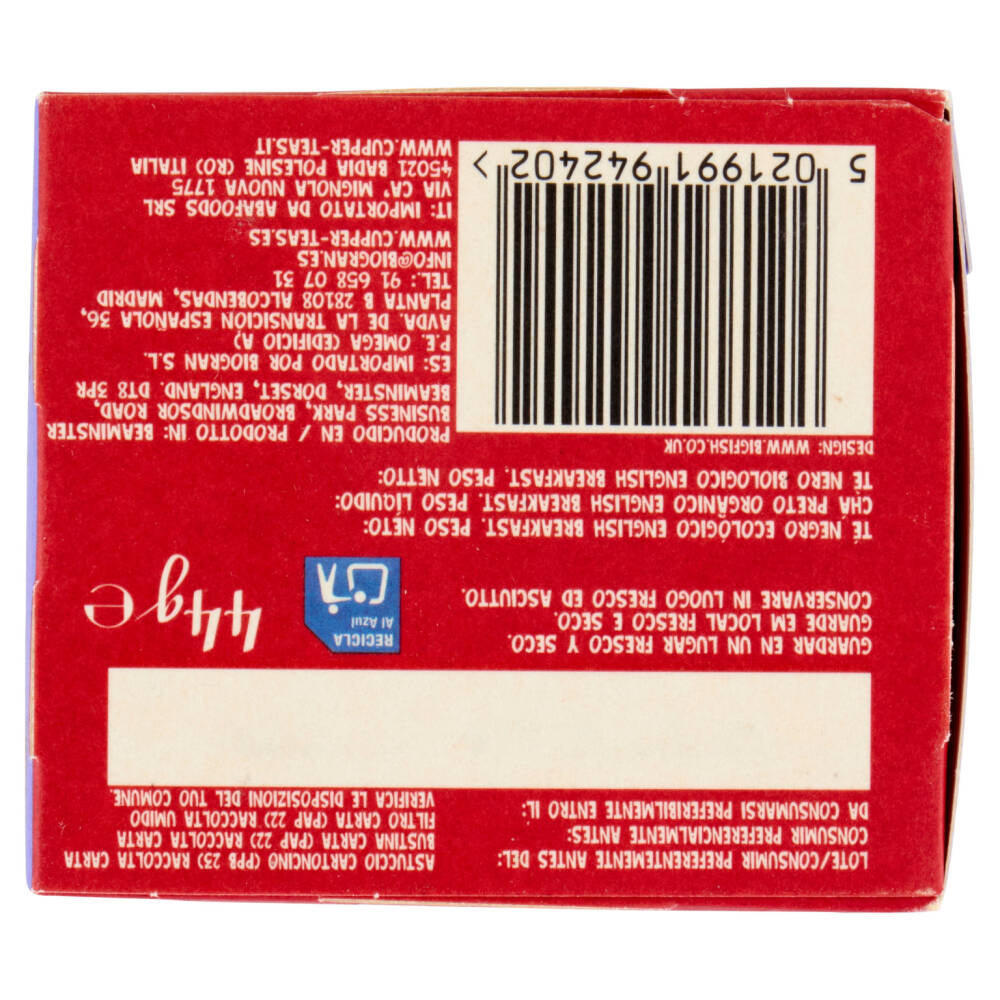 LOTE/CONSUMIR PREFERENTEMENTE ANTES DEL:
CONSUMIR PREFERENCIALMENTE ANTES:
DA CONSUMARSI PREFERIBILMENTE ENTRO IL:
ASTUCCIO CARTONCINO (PPB 23) RACCOLTA CARTA
BUSTINA CARTA (PAP 22) RACCOLTA CARTA
FILTRO CARTA (PAP 22) RACCOLTA UMIDO
VERIFICA LE DISPOSIZIONI DEL TUO COMUNE.
GUARDAR EN UN LUGAR FRESCO Y SECO.
GUARDE EM LOCAL FRESCO E SECO.
CONSERVARE IN LUOGO FRESCO ED ASCIUTTO.
RECICLA
Al Azul
44g e
TÉ NEGRO ECOLÓGICO ENGLISH BREAKFAST. PESO NETO:
CHÁ PRETO ORGÂNICO ENGLISH BREAKFAST. PESO LÍQUIDO:
TÈ NERO BIOLOGICO ENGLISH BREAKFAST. PESO NETTO:
DESIGN: WWW.BIGFISH.CO.UK
5 021991 942402 >
PRODUCIDO EN / PRODOTTO IN: BEAMINSTER
BUSINESS PARK, BROADWINDSOR ROAD,
BEAMINSTER, DORSET, ENGLAND. DT8 3PR
ES: IMPORTADO POR BIOGRAN S.L.
P.E. OMEGA (EDIFICIO A)
AVDA. DE LA TRANSICIÓN ESPAÑOLA 36,
PLANTA B 28108 ALCOBENDAS, MADRID
TEL.: 91 658 07 31
INFO@BIOGRAN.ES
WWW.CUPPER-TEAS.ES
IT: IMPORTATO DA ABAFOODS SRL
VIA CA' MIGNOLA NUOVA 1775
45021 BADIA POLESINE (RO) ITALIA
WWW.CUPPER-TEAS.IT